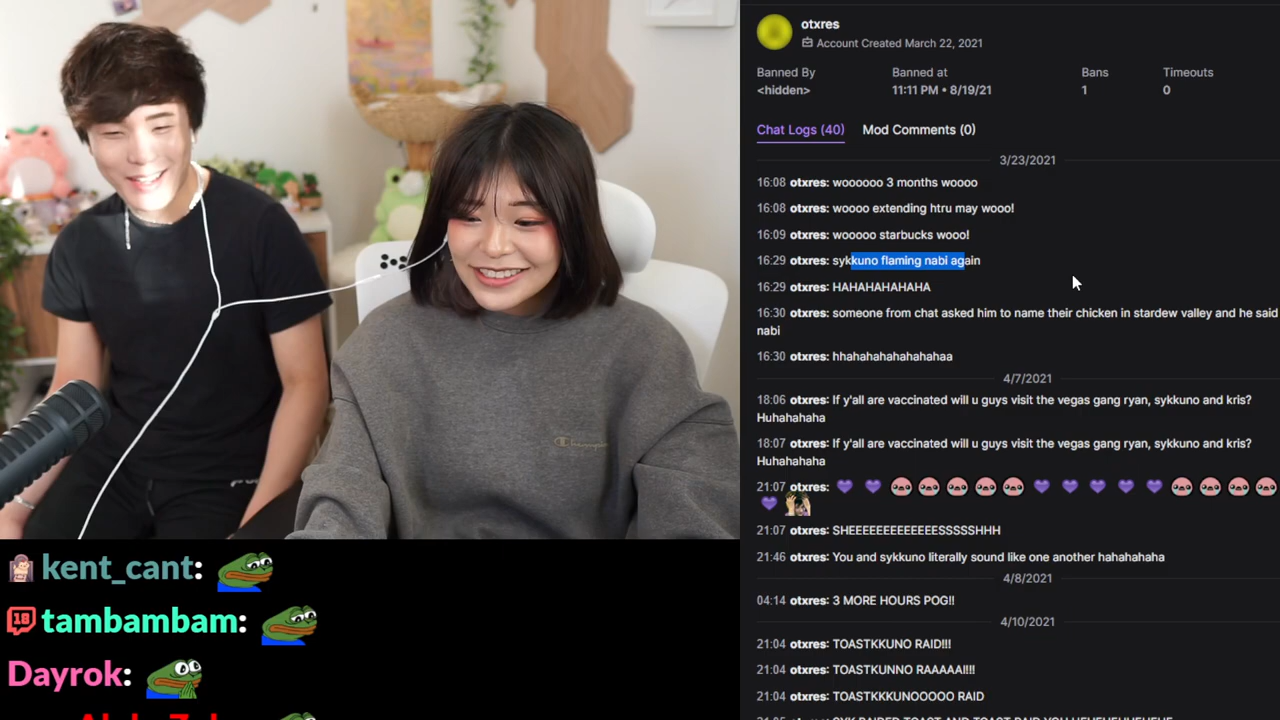 otxres
Account Created March 22, 2021
Banned By
Banned at
Bans
Timeouts
<hidden>
11:11 PM • 8/19/21
1
0
Chat Logs (40)
Mod Comments (0)
3/23/2021
16:08 otxres: woooooo 3 months woooo
16:08 otxres: woooo extending htru may wooo!
16:09 otxres: wooooo starbucks wooo!
16:29 otxres: sykkuno flaming nabi again
16:29 otxres: HAHAHAHAHAHA
16:30 otxres: someone from chat asked him to name their chicken in stardew valley and he said
nabi
16:30 otxres: hhahahahahahahahaa
4/7/2021
18:06 otxres: If y'all are vaccinated will u guys visit the vegas gang ryan, sykkuno and kris?
Huhahahaha
18:07 otxres: If y'all are vaccinated will u guys visit the vegas gang ryan, sykkuno and kris?
Huhahahaha
21:07 otxres:
21:07 otxres: SHEEEEEEEEEEEEESSSSSHHH
21:46 otxres: You and sykkuno literally sound like one another hahahahaha
4/8/2021
04:14 otxres: 3 MORE HOURS POG!!
4/10/2021
21:04 otxres: TOASTKKUNO RAID!!!
21:04 otxres: TOASTKUNNO RAAAAAI!!!
21:04 otxres: TOASTKKKUNOOOOO RAID
Champion
kent_cant:
18 tambambam:
Dayrok: